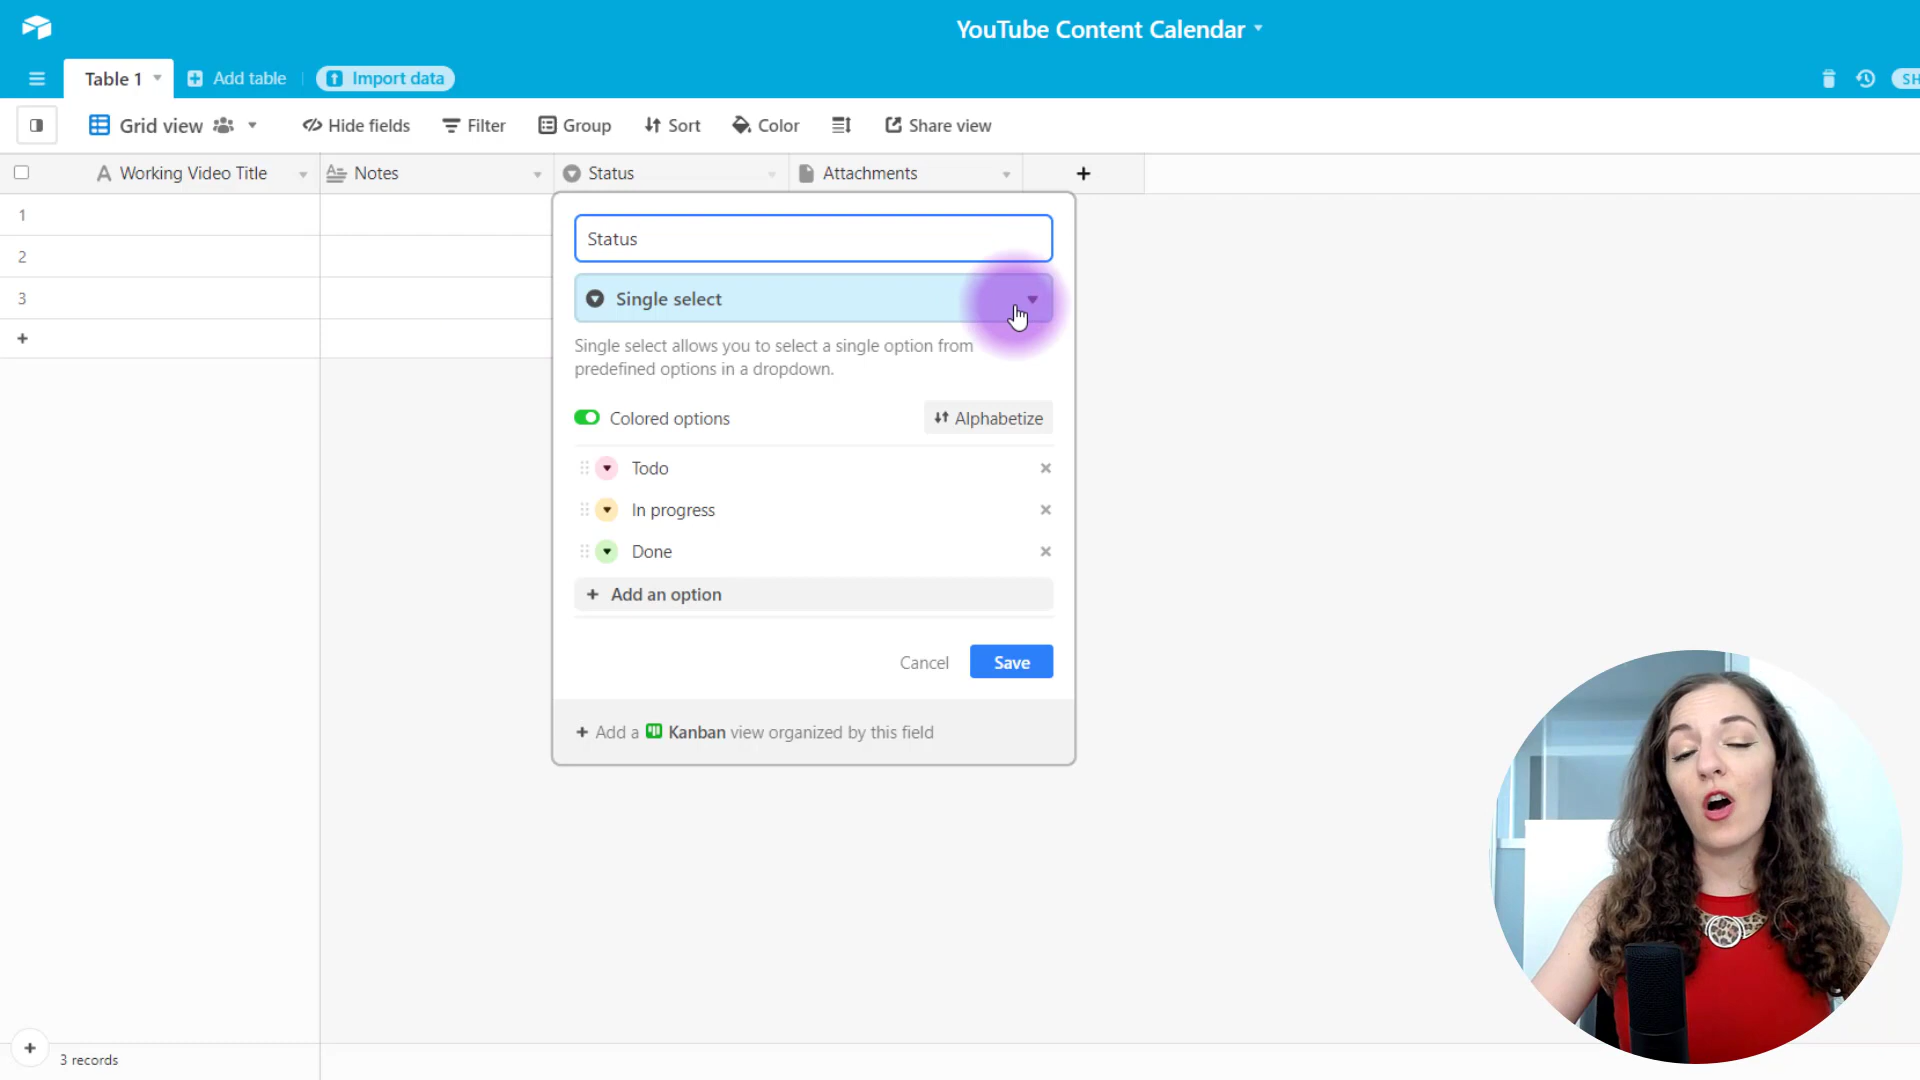 YouTube Content Calendar
Table 1
Add table
Import data
SH
Grid view
Hide fields
Filter
Group
Sort
Color
Share view
Working Video Title
Notes
Status
Attachments
1
2
3
Status
Single select
Single select allows you to select a single option from
predefined options in a dropdown.
Colored options
Alphabetize
Todo
In progress
Done
+ Add an option
Cancel
Save
+ Add a Kanban view organized by this field
3 records